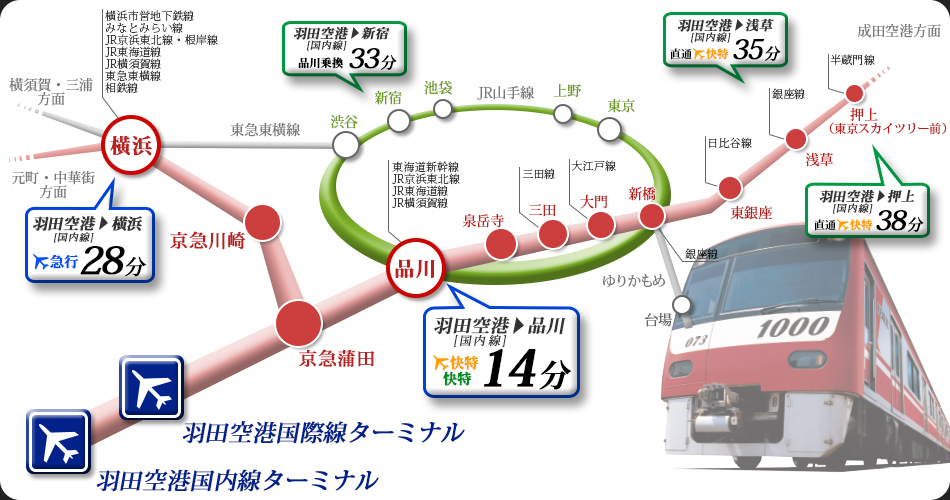 横浜市営地下鉄線
みなとみらい線
JR京浜東北線・根岸線
JR東海道線
JR横須賀線
東急東横線
相鉄線
横須賀・三浦
方面
横浜
元町・中華街
方面
羽田空港▶横浜
[国内線]
急行 28分
東急東横線
羽田空港▶新宿
[国内線]
品川乗換 33分
渋谷
新宿
池袋
JR山手線
上野
東京
羽田空港▶浅草
[国内線]
直通 快特 35分
成田空港方面
半蔵門線
押上
(東京スカイツリー前)
銀座線
浅草
日比谷線
東銀座
羽田空港▶押上
[国内線]
直通 快特 38分
東海道新幹線
JR京浜東北線
JR東海道線
JR横須賀線
三田線
大江戸線
品川
泉岳寺
三田
大門
新橋
銀座線
ゆりかもめ
台場
京急川崎
京急蒲田
羽田空港▶品川
[国内線]
快特
快特
14分
073
1000
羽田空港国際線ターミナル
羽田空港国内線ターミナル